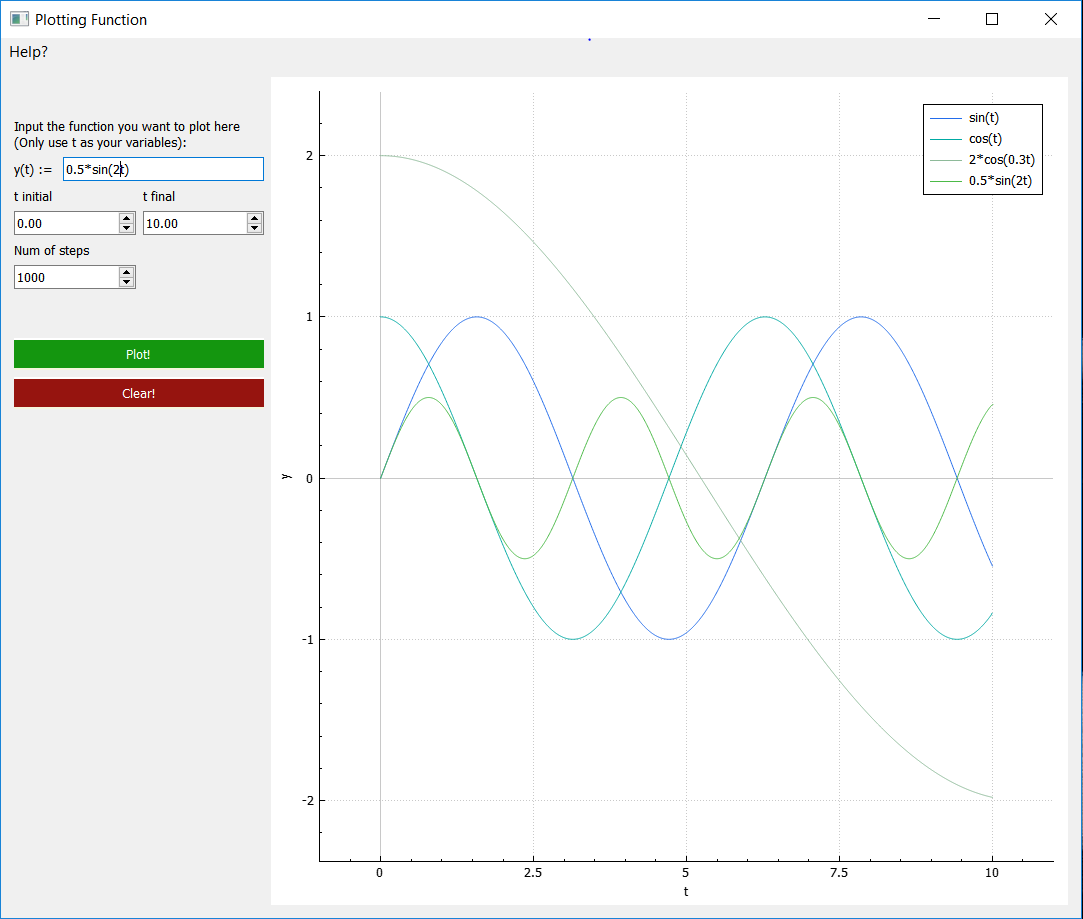 Plotting Function
Help?
Input the function you want to plot here
(Only use t as your variables):
y(t) := 0.5*sin(2t)
t initial t final
0.00 10.00
Num of steps
1000
Plot!
Clear!
sin(t)
cos(t)
2*cos(0.3t)
0.5*sin(2t)
2
1
0
-1
-2
y
0 2.5 5 7.5 10
t